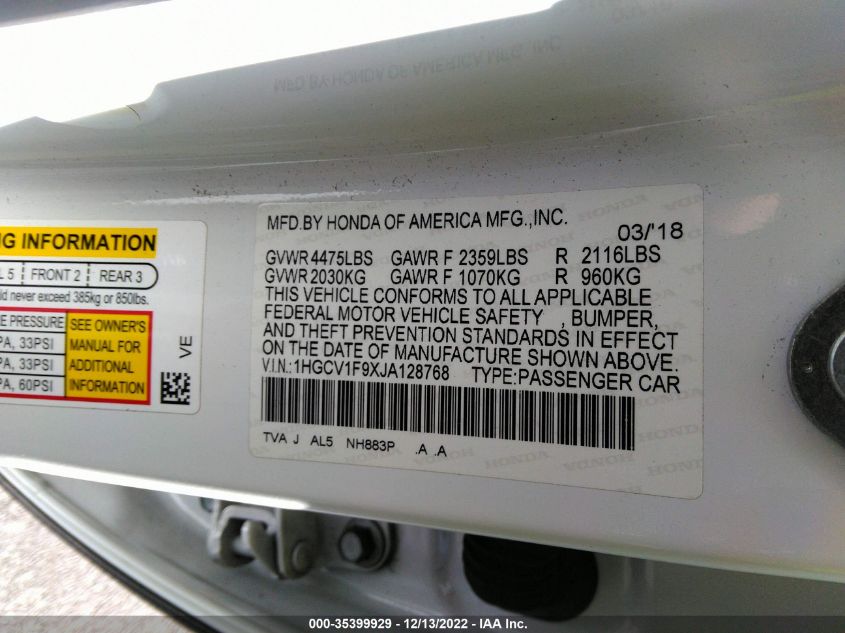 MFD.BY HONDA OF AMERICA MFG.,INC.
03/'18
GVWR 4475LBS GAWR F 2359LBS R 2116LBS
GVWR 2030KG GAWR F 1070KG R 960KG
THIS VEHICLE CONFORMS TO ALL APPLICABLE
FEDERAL MOTOR VEHICLE SAFETY , BUMPER,
AND THEFT PREVENTION STANDARDS IN EFFECT
ON THE DATE OF MANUFACTURE SHOWN ABOVE.
V.I.N.:1HGCV1F9XJA128768 TYPE:PASSENGER CAR
TVA J AL5 NH883P .A .A
INFORMATION
5 FRONT 2 REAR 3
never exceed 385kg or 850lbs.
PRESSURE
33PSI
33PSI
60PSI
SEE OWNER'S
MANUAL FOR
ADDITIONAL
INFORMATION
VE
000-35399929 - 12/13/2022 - IAA Inc.